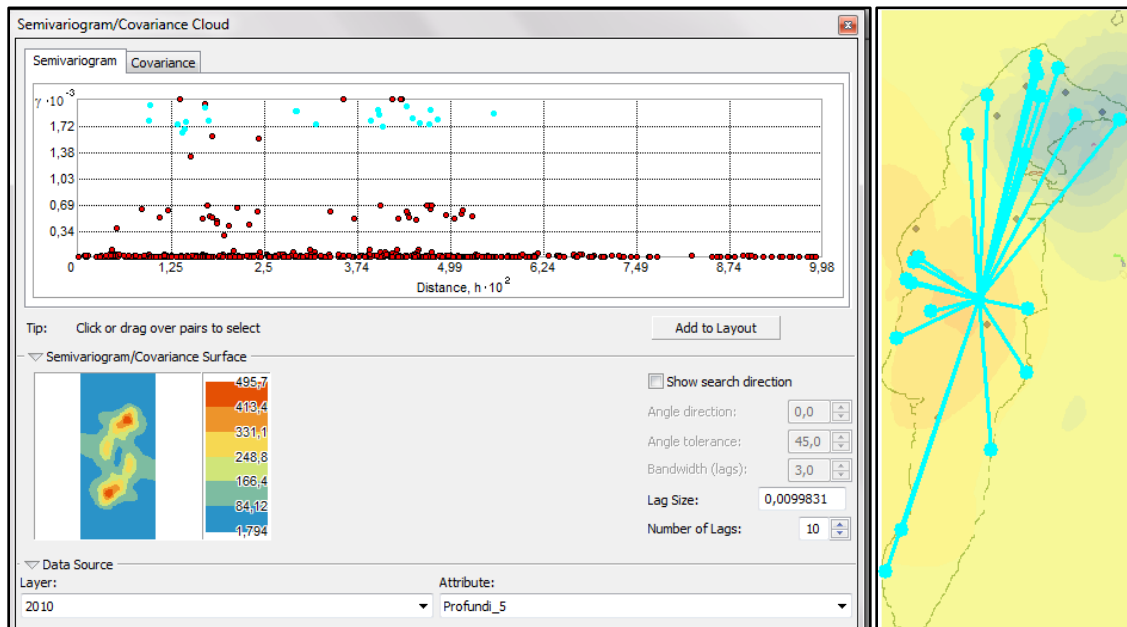 Semivariogram/Covariance Cloud
Semivariogram
Covariance
γ · 10⁻³
1,72
1,38
1,03
0,69
0,34
0 1,25 2,5 3,74 4,99 6,24 7,49 8,74 9,98
Distance, h · 10²
Tip: Click or drag over pairs to select
Add to Layout
Semivariogram/Covariance Surface
495,7
413,4
331,1
248,8
166,4
84,12
1,794
Show search direction
Angle direction: 0,0
Angle tolerance: 45,0
Bandwidth (lags): 3,0
Lag Size: 0,0099831
Number of Lags: 10
Data Source
Layer: Attribute:
2010 Profundi_5